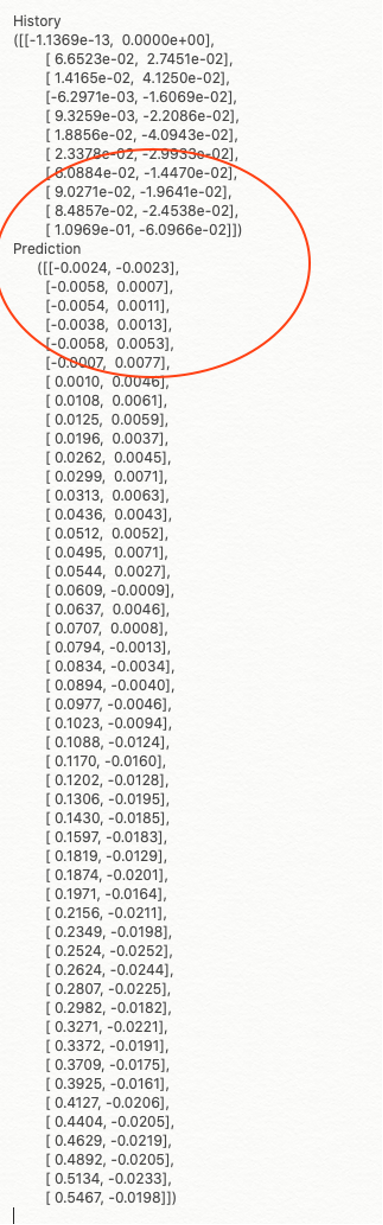 History
([[-1.1369e-13, 0.0000e+00],
[ 6.6523e-02, 2.7451e-02],
[ 1.4165e-02, 4.1250e-02],
[-6.2971e-03, -1.6069e-02],
[ 9.3259e-03, -2.2086e-02],
[ 1.8856e-02, -4.0943e-02],
[ 2.3378e-02, -2.9933e-02],
[ 6.0884e-02, -1.4470e-02],
[ 9.0271e-02, -1.9641e-02],
[ 8.4857e-02, -2.4538e-02],
[ 1.0969e-01, -6.0966e-02]])
Prediction
([[-0.0024, -0.0023],
[-0.0058, 0.0007],
[-0.0054, 0.0011],
[-0.0038, 0.0013],
[-0.0058, 0.0053],
[-0.0007, 0.0077],
[ 0.0010, 0.0046],
[ 0.0108, 0.0061],
[ 0.0125, 0.0059],
[ 0.0196, 0.0037],
[ 0.0262, 0.0045],
[ 0.0299, 0.0071],
[ 0.0313, 0.0063],
[ 0.0436, 0.0043],
[ 0.0512, 0.0052],
[ 0.0495, 0.0071],
[ 0.0544, 0.0027],
[ 0.0609, -0.0009],
[ 0.0637, 0.0046],
[ 0.0707, 0.0008],
[ 0.0794, -0.0013],
[ 0.0834, -0.0034],
[ 0.0894, -0.0040],
[ 0.0977, -0.0046],
[ 0.1023, -0.0094],
[ 0.1088, -0.0124],
[ 0.1170, -0.0160],
[ 0.1202, -0.0128],
[ 0.1306, -0.0195],
[ 0.1430, -0.0185],
[ 0.1597, -0.0183],
[ 0.1819, -0.0129],
[ 0.1874, -0.0201],
[ 0.1971, -0.0164],
[ 0.2156, -0.0211],
[ 0.2349, -0.0198],
[ 0.2524, -0.0252],
[ 0.2624, -0.0244],
[ 0.2807, -0.0225],
[ 0.2982, -0.0182],
[ 0.3271, -0.0221],
[ 0.3372, -0.0191],
[ 0.3709, -0.0175],
[ 0.3925, -0.0161],
[ 0.4127, -0.0206],
[ 0.4404, -0.0205],
[ 0.4629, -0.0219],
[ 0.4892, -0.0205],
[ 0.5134, -0.0233],
[ 0.5467, -0.0198]])